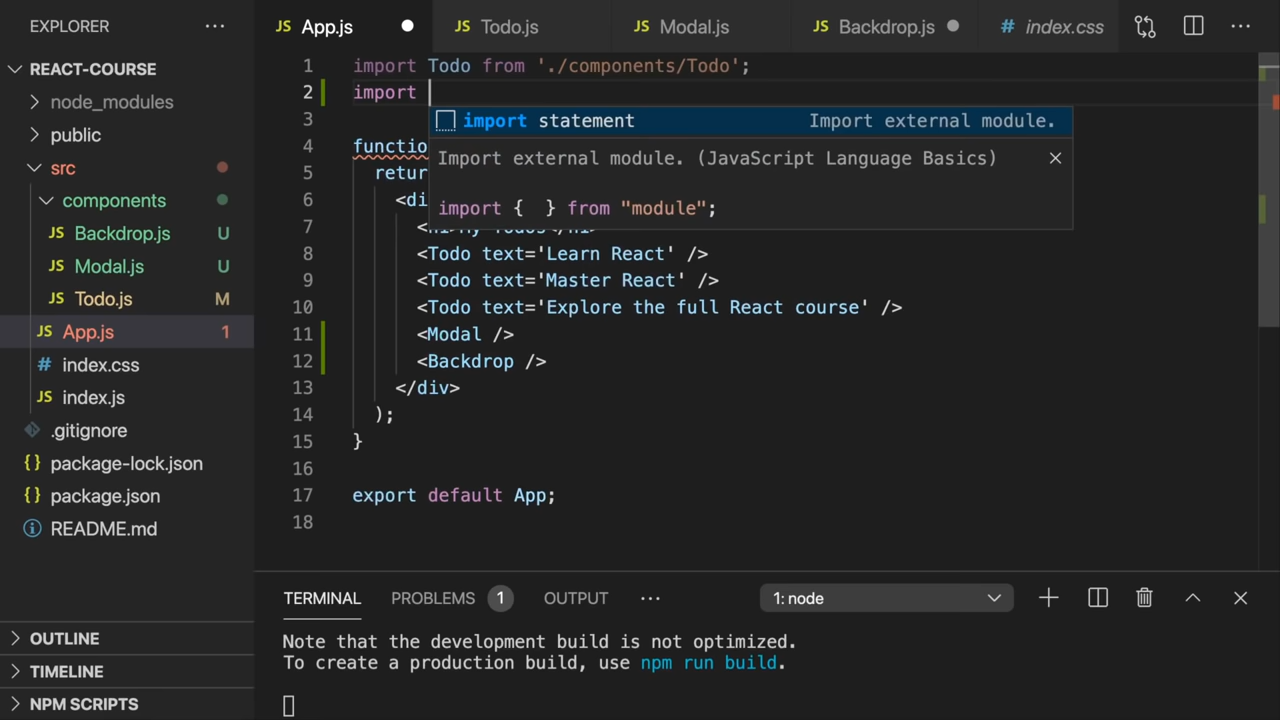 EXPLORER
REACT-COURSE
node_modules
public
src
components
JS Backdrop.js U
JS Modal.js U
JS Todo.js M
JS App.js 1
# index.css
JS index.js
.gitignore
{} package-lock.json
{} package.json
README.md
OUTLINE
TIMELINE
NPM SCRIPTS
JS App.js
JS Todo.js
JS Modal.js
JS Backdrop.js
# index.css
1 import Todo from './components/Todo';
2 import
import statement Import external module.
Import external module. (JavaScript Language Basics)
import { } from "module";
3
4 functio
5 retur
6 <di
7
8 <Todo text='Learn React' />
9 <Todo text='Master React' />
10 <Todo text='Explore the full React course' />
11 <Modal />
12 <Backdrop />
13 </div>
14 );
15 }
16
17 export default App;
18
TERMINAL PROBLEMS 1 OUTPUT ··· 1: node
Note that the development build is not optimized.
To create a production build, use npm run build.